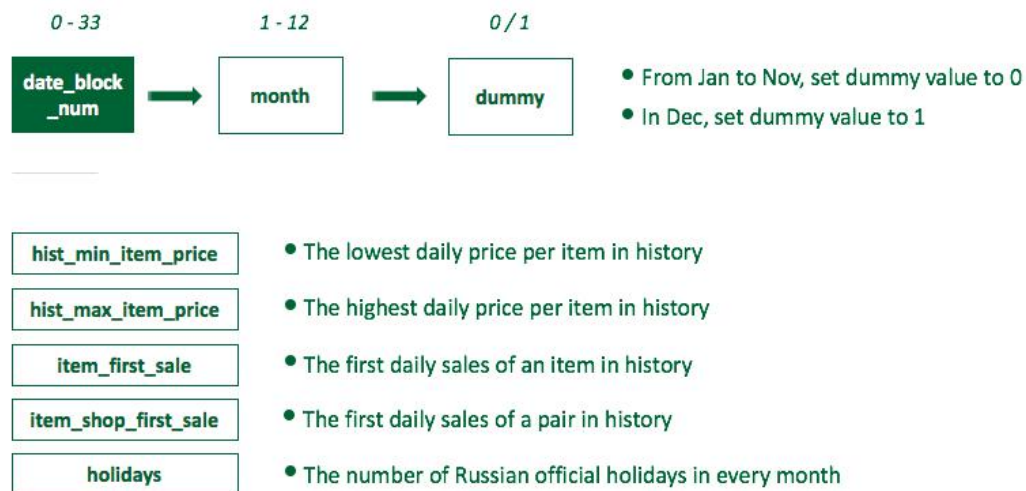 0 - 33
1 - 12
0 / 1
date_block
_num
month
dummy
• From Jan to Nov, set dummy value to 0
• In Dec, set dummy value to 1
hist_min_item_price
• The lowest daily price per item in history
hist_max_item_price
• The highest daily price per item in history
item_first_sale
• The first daily sales of an item in history
item_shop_first_sale
• The first daily sales of a pair in history
holidays
• The number of Russian official holidays in every month